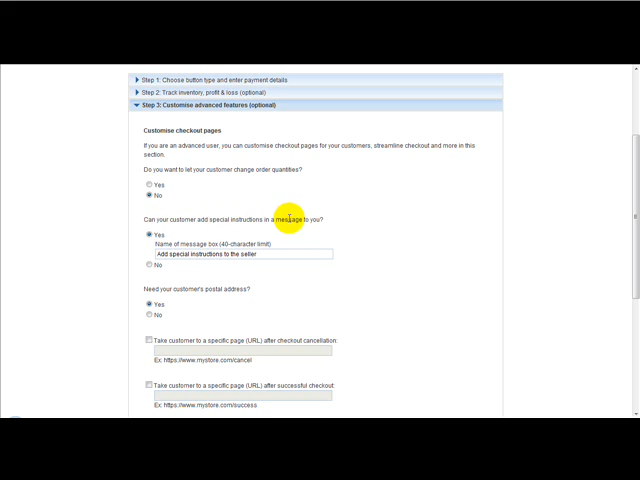 Step 1: Choose button type and enter payment details
Step 2: Track inventory, profit & loss (optional)
Step 3: Customise advanced features (optional)
Customise checkout pages
If you are an advanced user, you can customise checkout pages for your customers, streamline checkout and more in this
section.
Do you want to let your customer change order quantities?
Yes
No
Can your customer add special instructions in a message to you?
Yes
Name of message box (40-character limit)
Add special instructions to the seller
No
Need your customer's postal address?
Yes
No
Take customer to a specific page (URL) after checkout cancellation:
Ex: https://www.mystore.com/cancel
Take customer to a specific page (URL) after successful checkout:
Ex: https://www.mystore.com/success